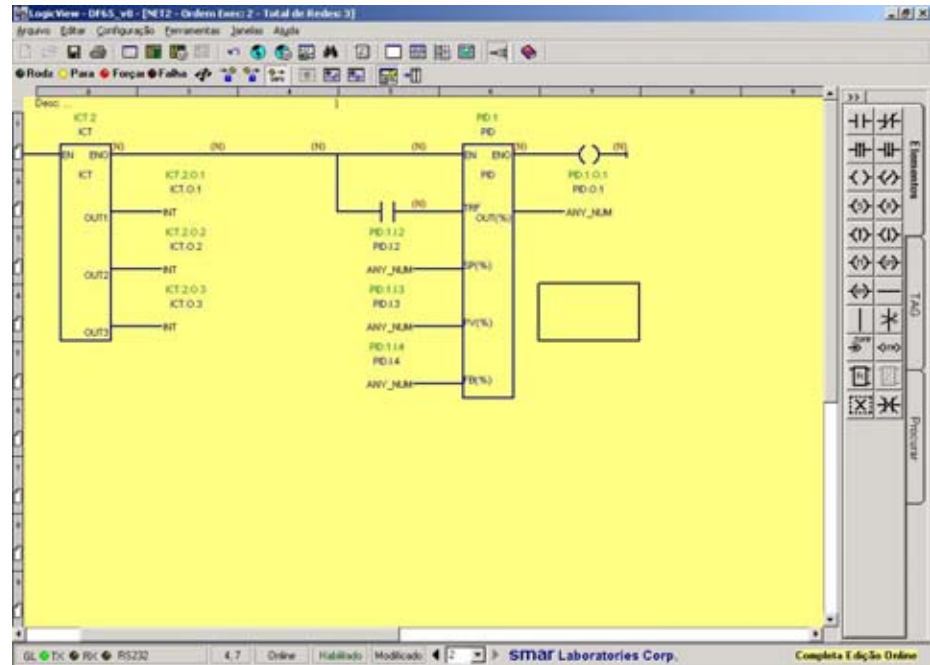 LogicView - DF65_v8 - [NET2 - Ordem Exec: 2 - Total de Redes: 3]
Arquivo Editar Configuração Ferramentas Janelas Ajuda
Roda Para Forçar Falha
Desc: ...
ICT.2
ICT
EN ENO
ICT
OUT1
OUT2
OUT3
(N) (N) (N) (N) (N) (N)
ICT.2.O.1
ICT.O.1
INT
ICT.2.O.2
ICT.O.2
INT
ICT.2.O.3
ICT.O.3
INT
(N)
PID.1.I.2
PID.I.2
ANY_NUM
PID.1.I.3
PID.I.3
ANY_NUM
PID.1.I.4
PID.I.4
ANY_NUM
PID.1
PID
EN ENO
PID
TRF
OUT(%)
SP(%)
PV(%)
FB(%)
PID.1.O.1
PID.O.1
ANY_NUM
>>
Elementos
TAG
Procurar
GL TX RX RS232 4, 7 Online Habilitado Modificado 2 smar Laboratories Corp. Completa Edição Online